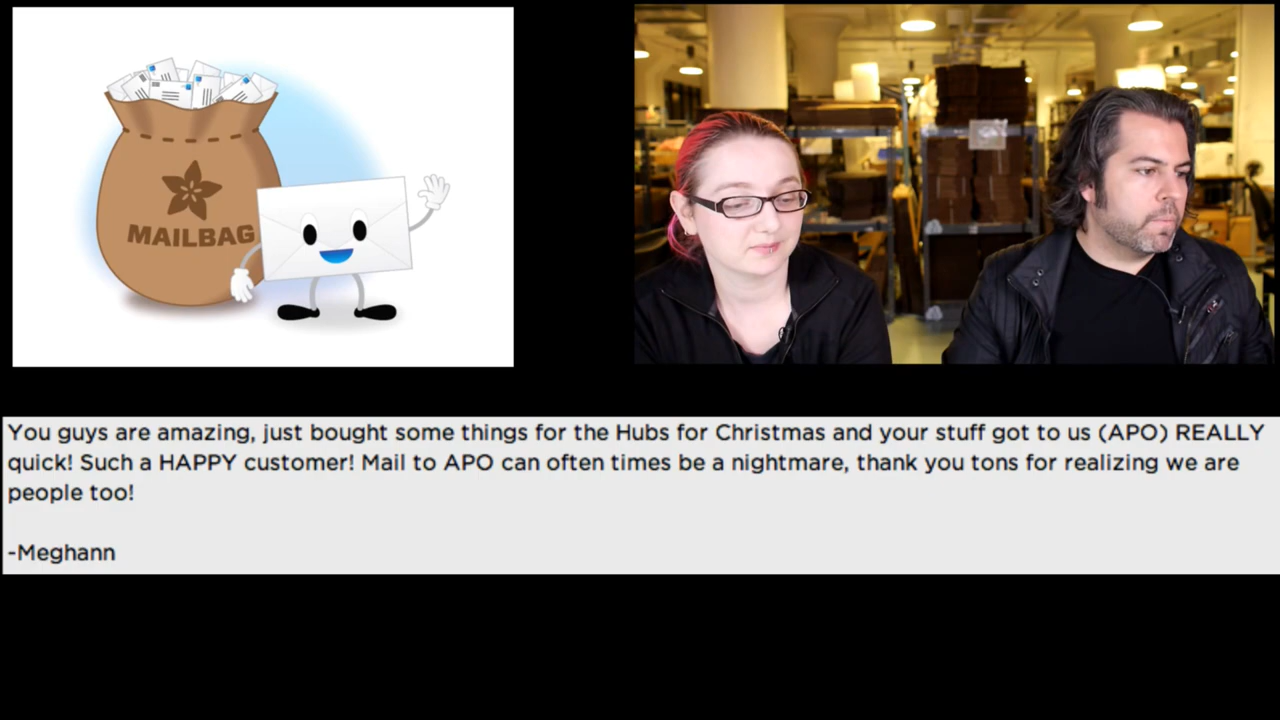 MAILBAG
You guys are amazing, just bought some things for the Hubs for Christmas and your stuff got to us (APO) REALLY
quick! Such a HAPPY customer! Mail to APO can often times be a nightmare, thank you tons for realizing we are
people too!
-Meghann